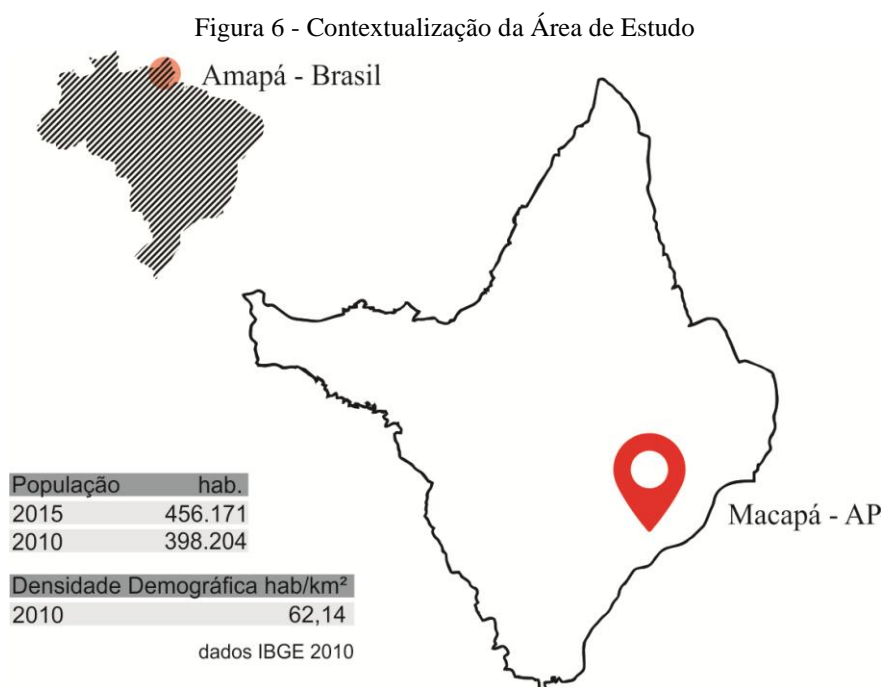 Figura 6 - Contextualização da Área de Estudo
Amapá - Brasil
População hab.
2015 456.171
2010 398.204
Macapá - AP
Densidade Demográfica hab/km²
2010 62,14
dados IBGE 2010